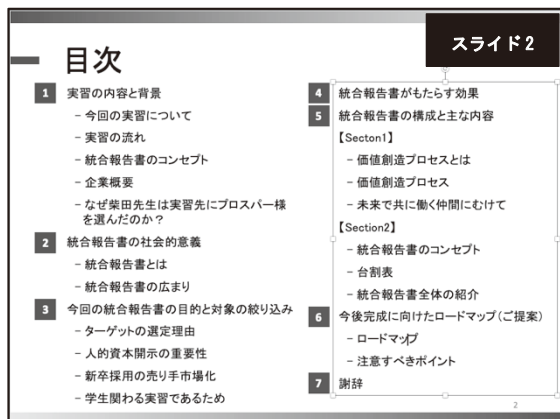 スライド2
目次
1 実習の内容と背景
- 今回の実習について
- 実習の流れ
- 統合報告書のコンセプト
- 企業概要
- なぜ柴田先生は実習先にプロスパー様
を選んだのか？
2 統合報告書の社会的意義
- 統合報告書とは
- 統合報告書の広まり
3 今回の統合報告書の目的と対象の絞り込み
- ターゲットの選定理由
- 人的資本開示の重要性
- 新卒採用の売り手市場化
- 学生関わる実習であるため
4 統合報告書がもたらす効果
5 統合報告書の構成と主な内容
【Secton1】
- 価値創造プロセスとは
- 価値創造プロセス
- 未来で共に働く仲間にむけて
【Section2】
- 統合報告書のコンセプト
- 台割表
- 統合報告書全体の紹介
6 今後完成に向けたロードマップ（ご提案）
- ロードマップ
- 注意すべきポイント
7 謝辞
2